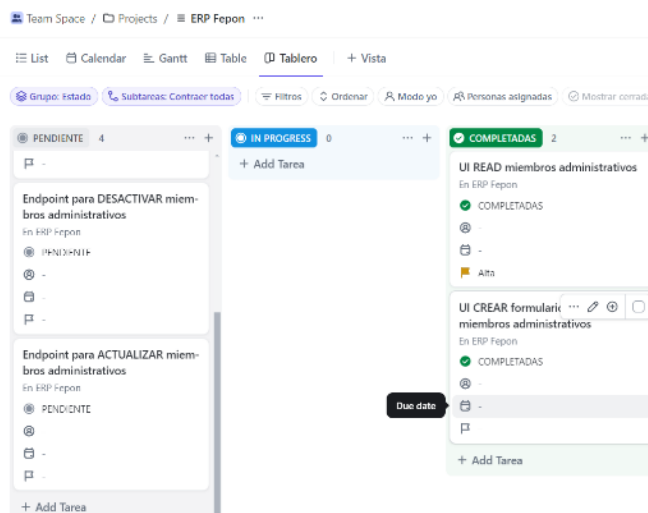 Team Space / Projects / ERP Fepon ...
List Calendar Gantt Table Tablero + Vista
Grupo: Estado Subtareas: Contraer todas Filtros Ordenar Modo yo Personas asignadas Mostrar cerrada
PENDIENTE 4 ... +
-
Endpoint para DESACTIVAR miem-
bros administrativos
En ERP Fepon
PENDIENTE
-
-
-
Endpoint para ACTUALIZAR miem-
bros administrativos
En ERP Fepon
PENDIENTE
-
-
+ Add Tarea
IN PROGRESS 0 ... +
+ Add Tarea
COMPLETADAS 2 ... +
UI READ miembros administrativos
En ERP Fepon
COMPLETADAS
-
-
Alta
UI CREAR formulario ...
miembros administrativos
En ERP Fepon
COMPLETADAS
-
Due date
-
+ Add Tarea